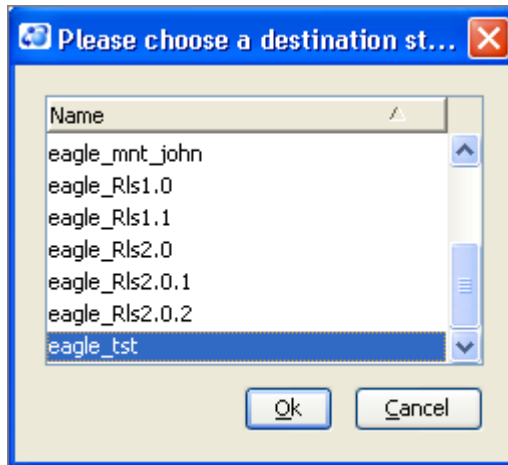 Please choose a destination st...
Name
eagle_mnt_john
eagle_Rls1.0
eagle_Rls1.1
eagle_Rls2.0
eagle_Rls2.0.1
eagle_Rls2.0.2
eagle_tst
Ok Cancel